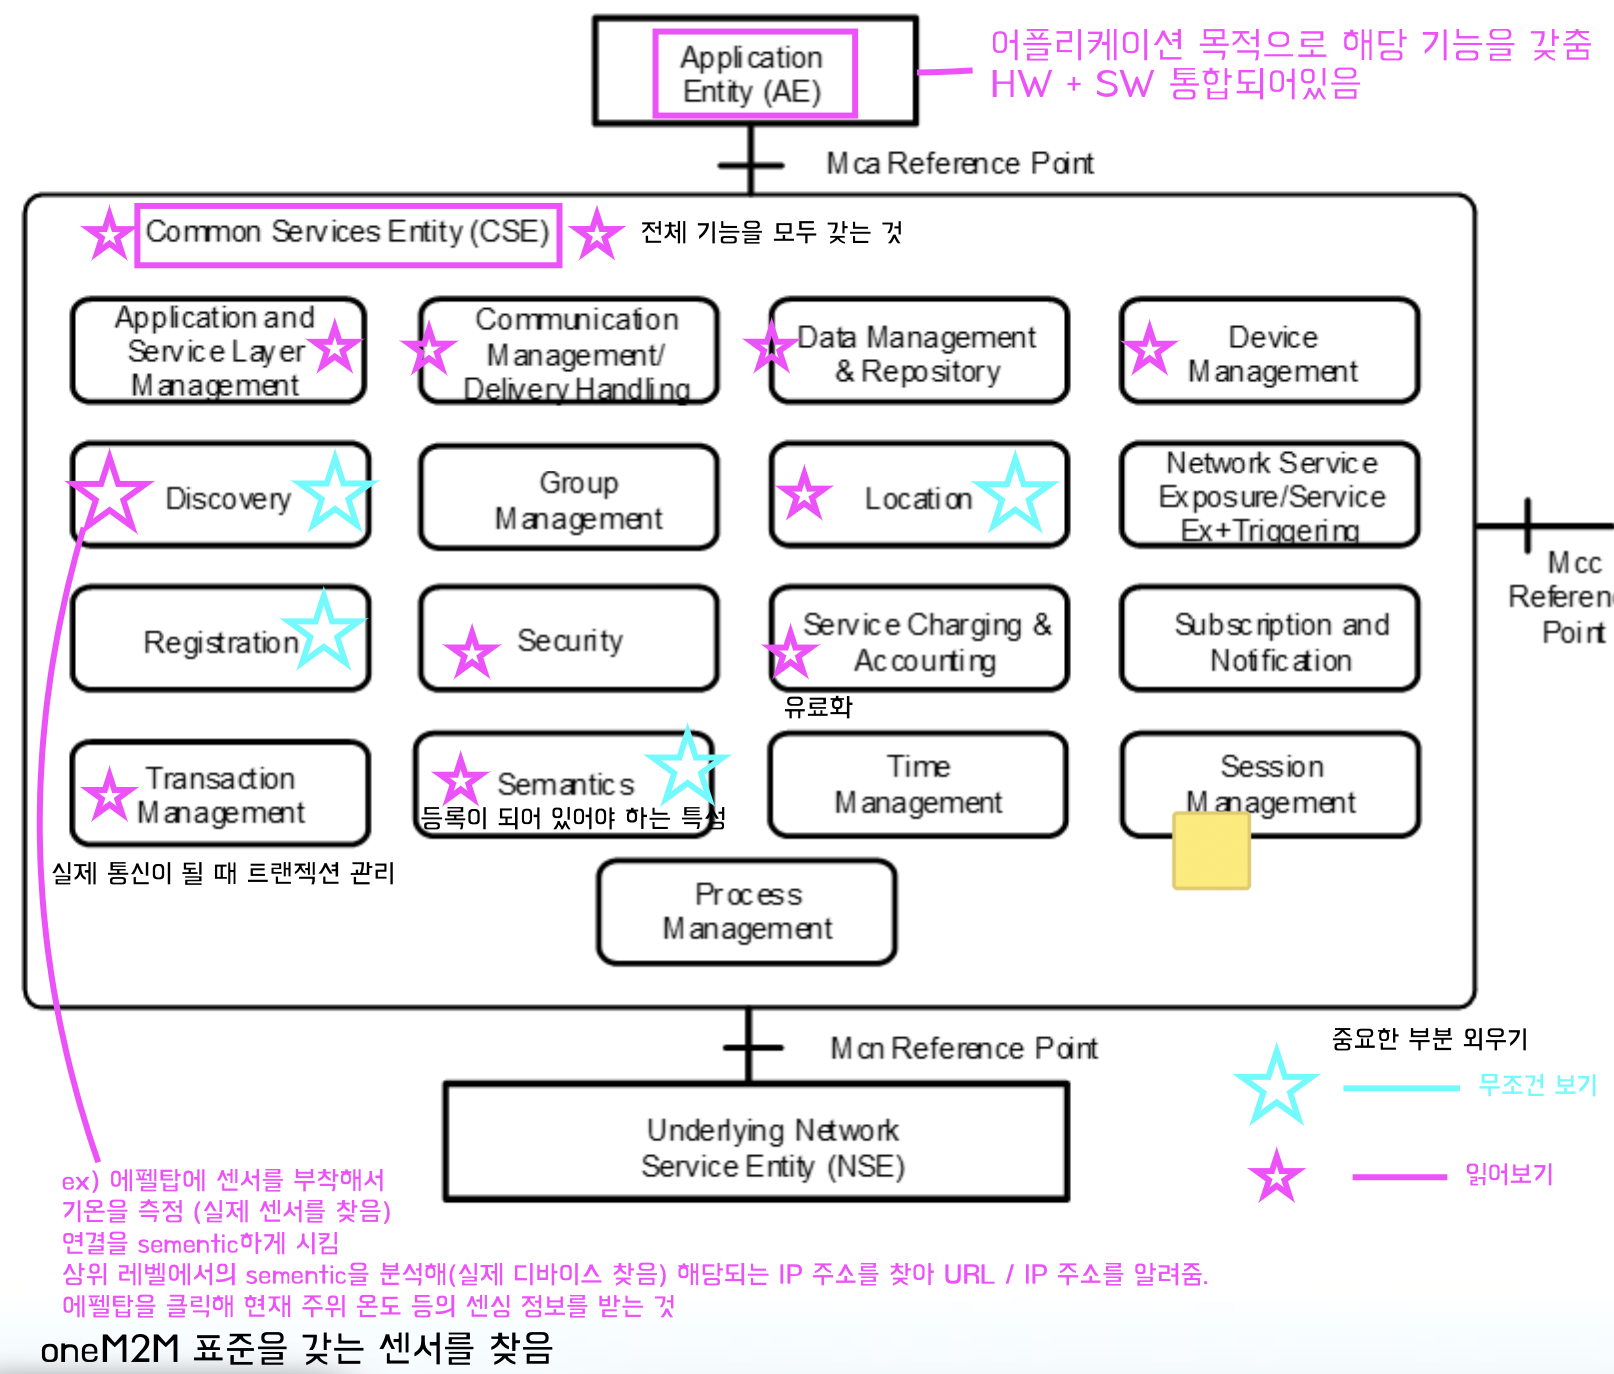 Application
Entity (AE)
어플리케이션 목적으로 해당 기능을 갖춤
HW + SW 통합되어있음
Mca Reference Point
Common Services Entity (CSE)
전체 기능을 모두 갖는 것
Application and
Service Layer
Management
Communication
Management/
Delivery Handling
Data Management
& Repository
Device
Management
Discovery
Group
Management
Location
Network Service
Exposure/Service
Ex+Triggering
Mcc
Referenc
Point
Registration
Security
Service Charging &
Accounting
유료화
Subscription and
Notification
Transaction
Management
실제 통신이 될 때 트랜젝션 관리
Semantics
등록이 되어 있어야 하는 특성
Time
Management
Session
Management
Process
Management
Mcn Reference Point
Underlying Network
Service Entity (NSE)
중요한 부분 외우기
무조건 보기
읽어보기
ex) 에펠탑에 센서를 부착해서
기온을 측정 (실제 센서를 찾음)
연결을 sementic하게 시킴
상위 레벨에서의 sementic을 분석해(실제 디바이스 찾음) 해당되는 IP 주소를 찾아 URL / IP 주소를 알려줌.
에펠탑을 클릭해 현재 주위 온도 등의 센싱 정보를 받는 것
oneM2M 표준을 갖는 센서를 찾음